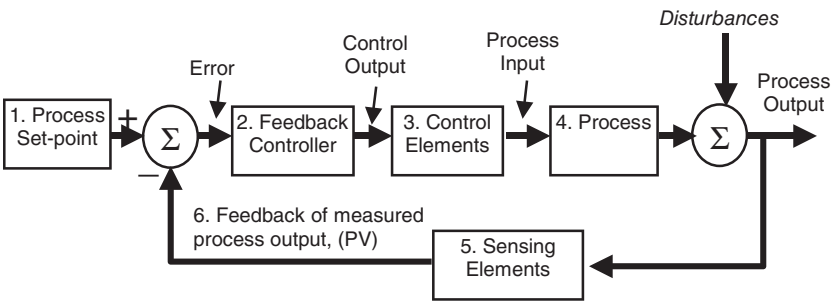 Disturbances
Control
Output
Process
Input
Error
Process
Output
1. Process
Set-point
+
Σ
2. Feedback
Controller
3. Control
Elements
4. Process
Σ
–
6. Feedback of measured
process output, (PV)
5. Sensing
Elements